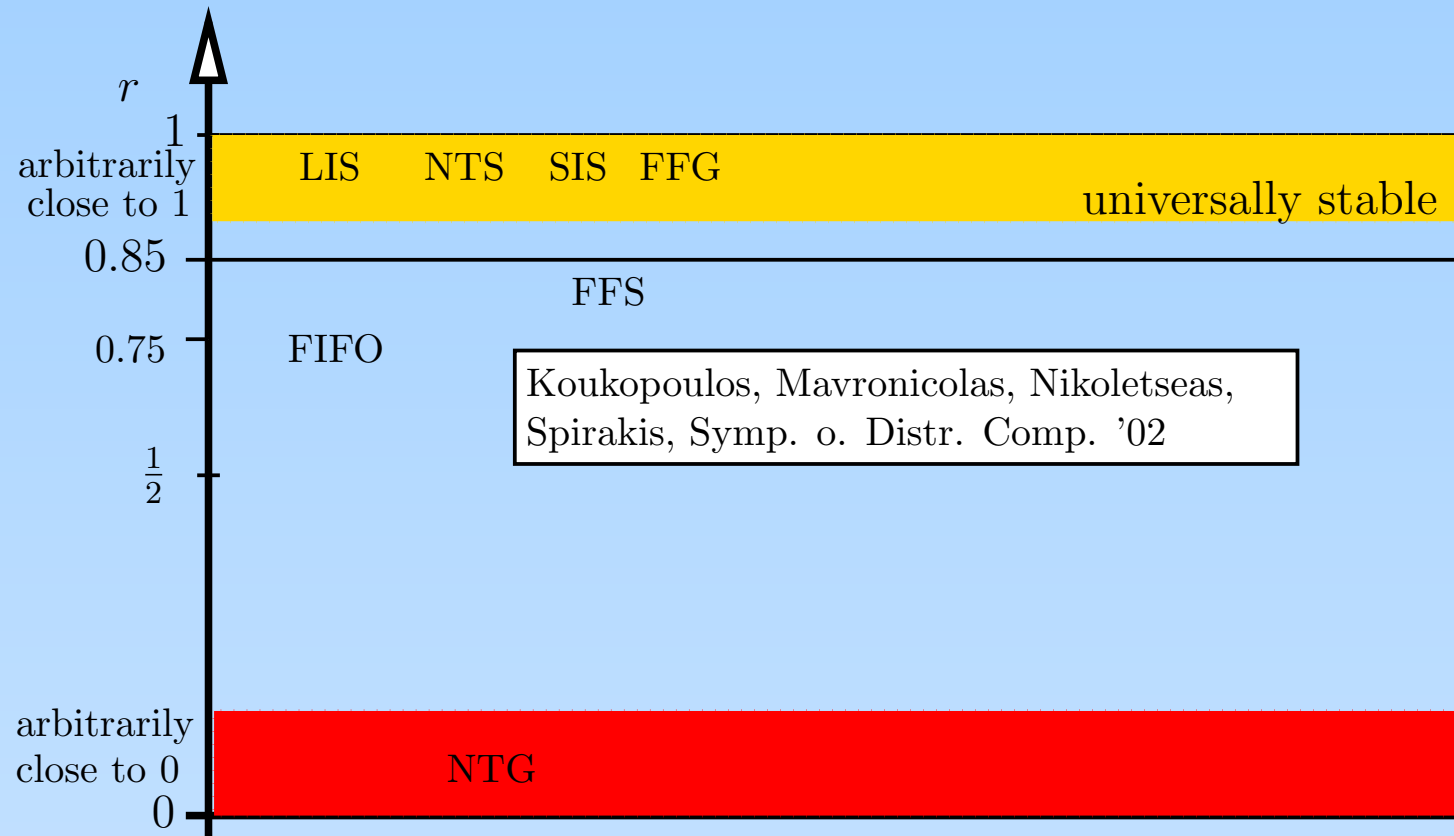 r
1
arbitrarily
close to 1
LIS NTS SIS FFG
universally stable
0.85
FFS
0.75
FIFO
Koukopoulos, Mavronicolas, Nikoletseas,
Spirakis, Symp. o. Distr. Comp. ’02
1
2
arbitrarily
close to 0
NTG
0